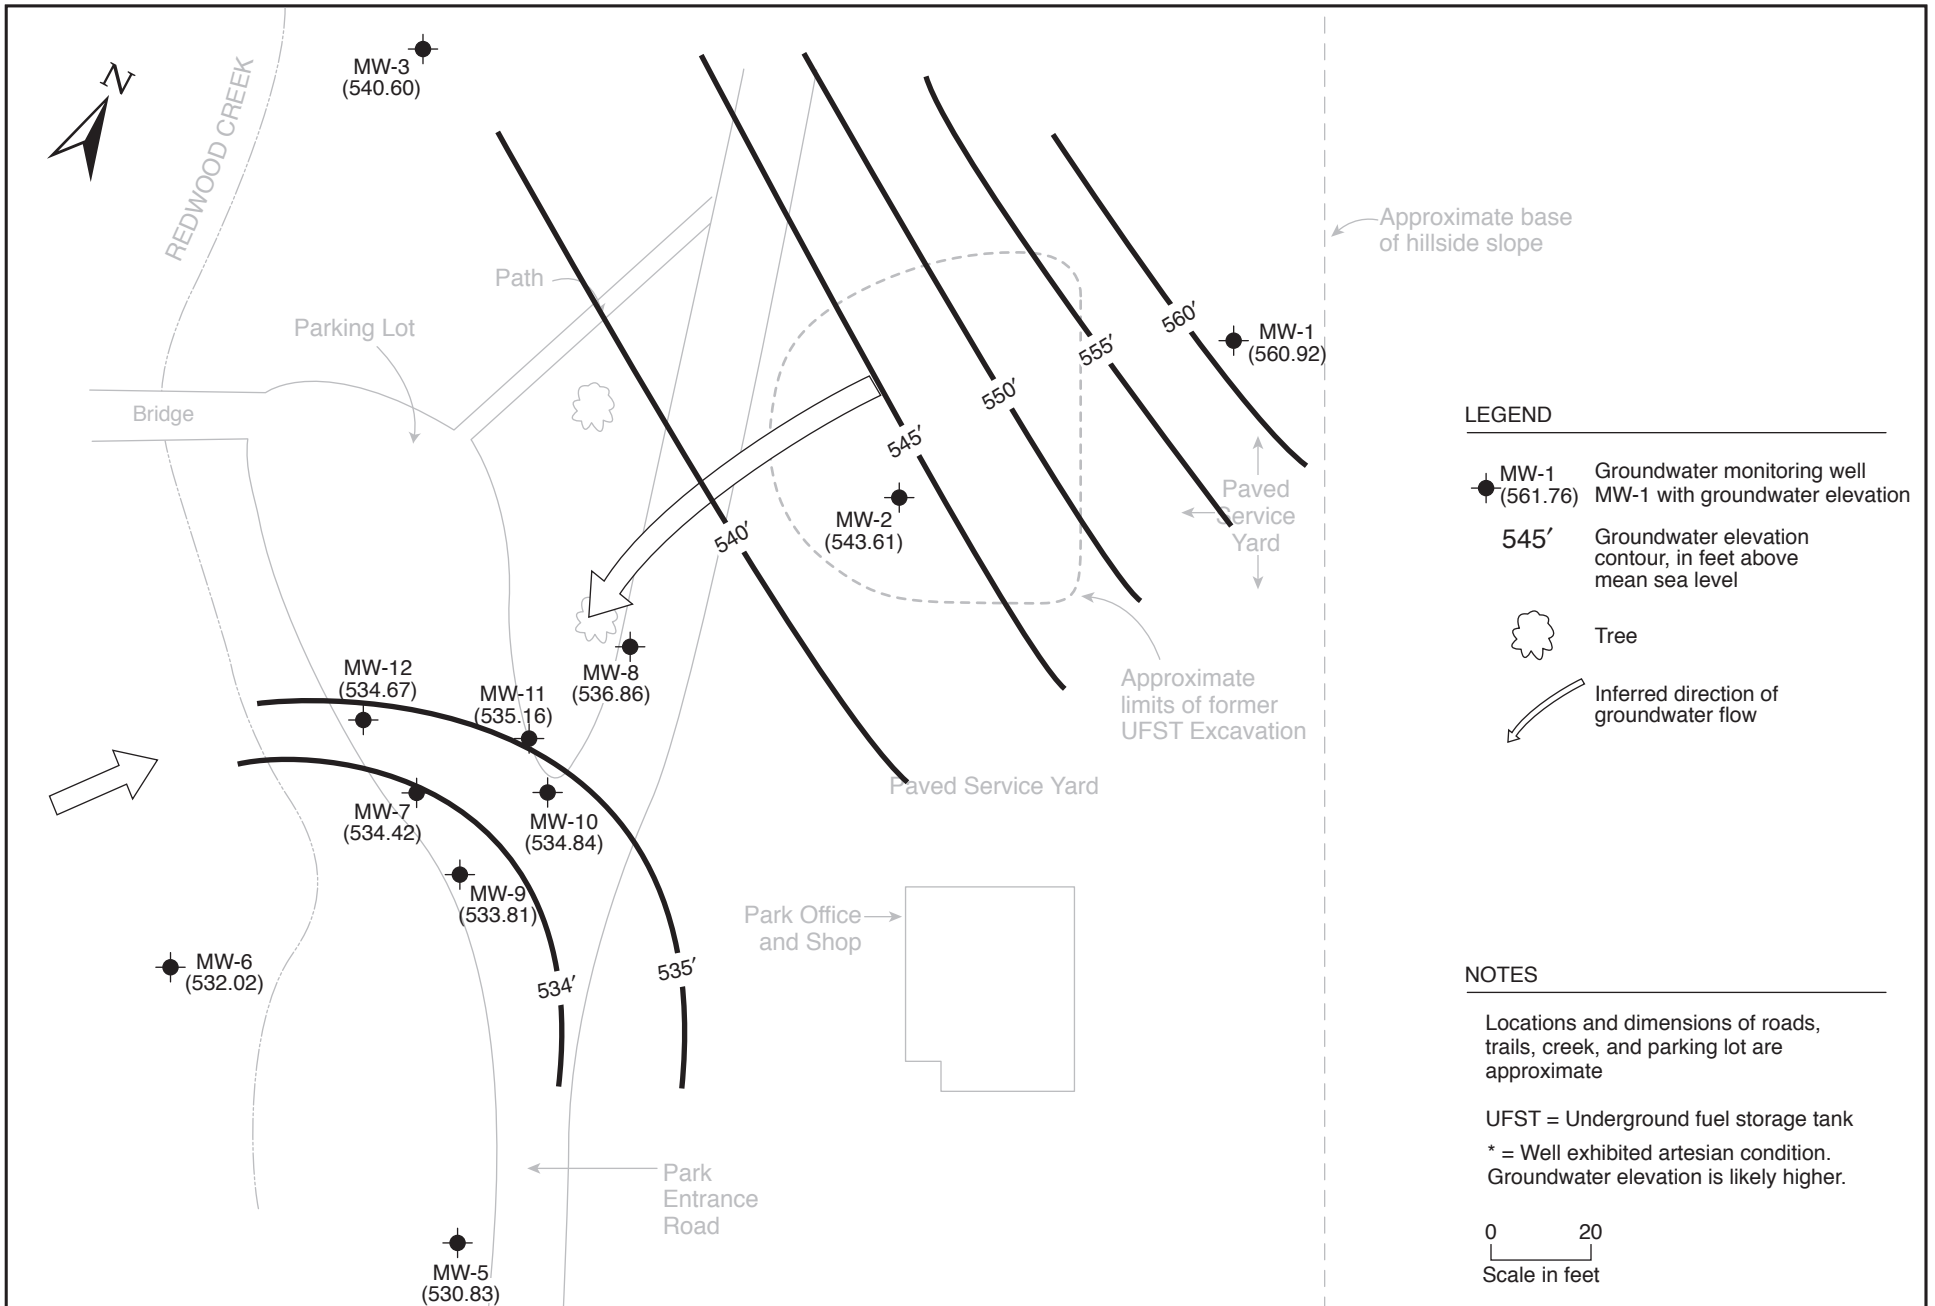 N
REDWOOD CREEK
MW-3
(540.60)
Path
Parking Lot
Bridge
Approximate base
of hillside slope
560′
555′
550′
545′
540′
MW-1
(560.92)
MW-2
(543.61)
Paved
Service
Yard
MW-12
(534.67)
MW-11
(535.16)
MW-8
(536.86)
Approximate
limits of former
UFST Excavation
Paved Service Yard
MW-7
(534.42)
MW-10
(534.84)
MW-9
(533.81)
MW-6
(532.02)
534′
535′
Park Office
and Shop
Park
Entrance
Road
MW-5
(530.83)
LEGEND
MW-1
(561.76)
Groundwater monitoring well
MW-1 with groundwater elevation
545′
Groundwater elevation
contour, in feet above
mean sea level
Tree
Inferred direction of
groundwater flow
NOTES
Locations and dimensions of roads,
trails, creek, and parking lot are
approximate
UFST = Underground fuel storage tank
* = Well exhibited artesian condition.
Groundwater elevation is likely higher.
0 20
Scale in feet